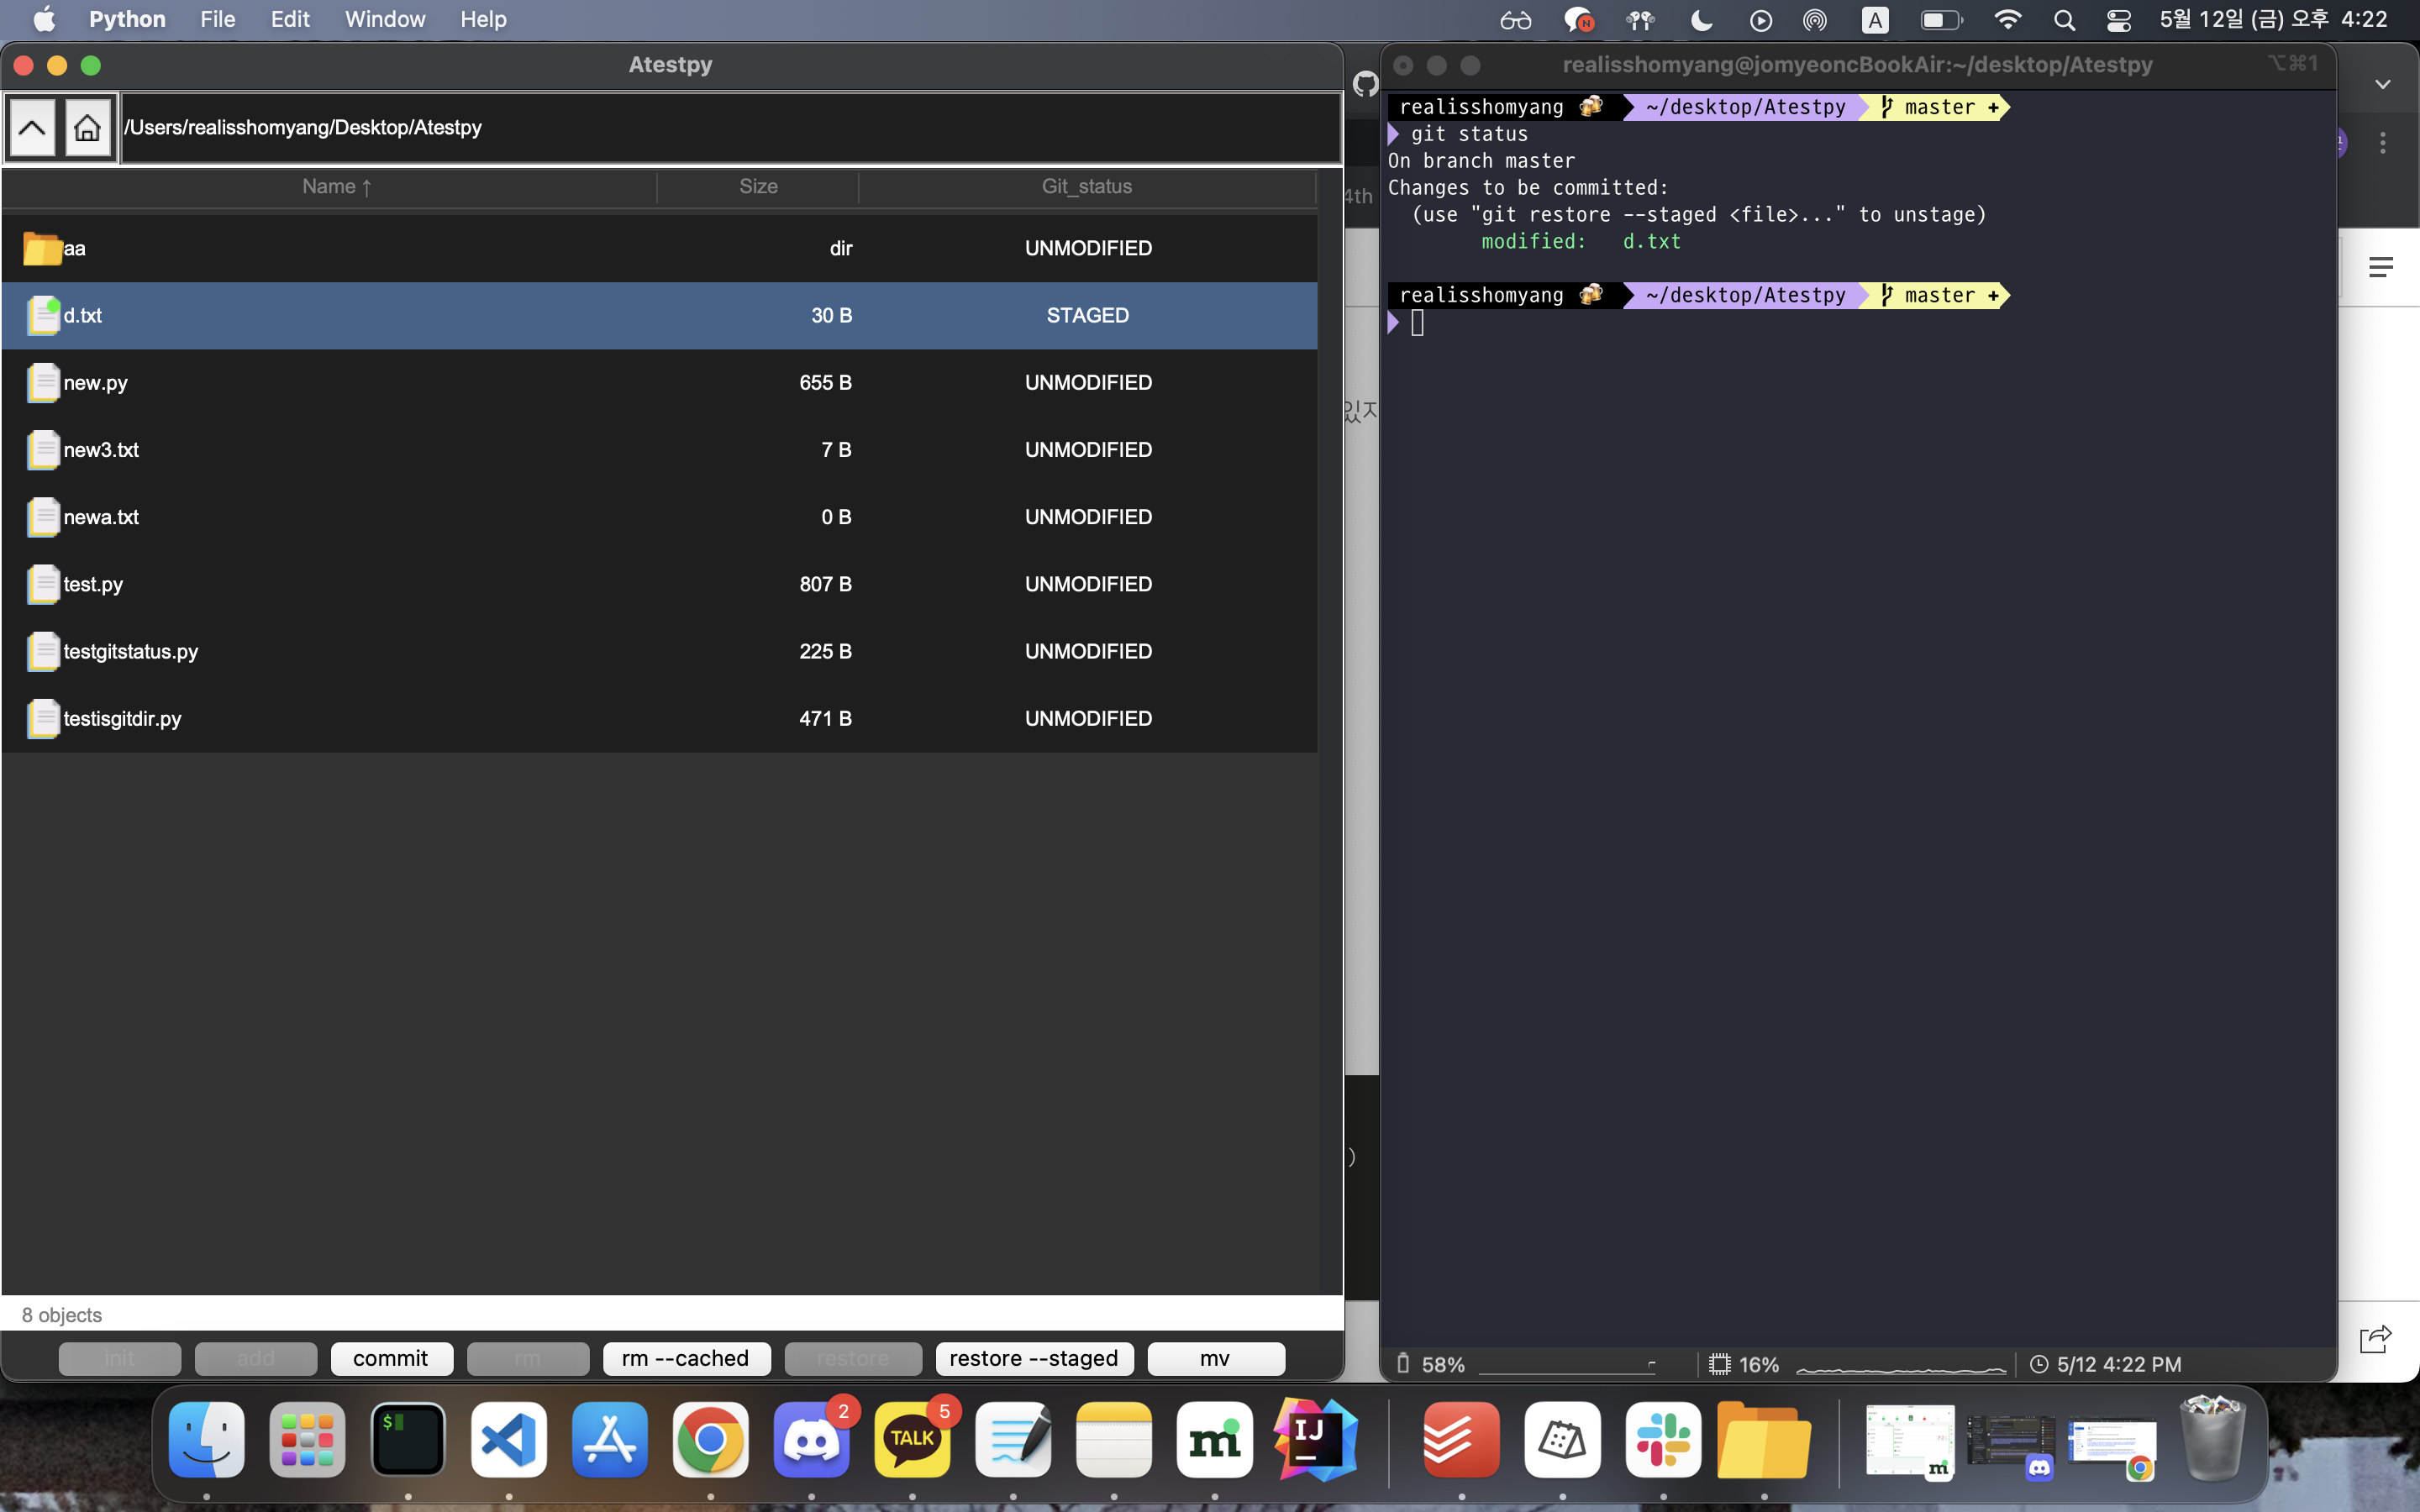 Python File Edit Window Help
A 5월 12일 (금) 오후 4:22
Atestpy
/Users/realisshomyang/Desktop/Atestpy
Name ↑ Size Git_status
aa dir UNMODIFIED
d.txt 30 B STAGED
new.py 655 B UNMODIFIED
new3.txt 7 B UNMODIFIED
newa.txt 0 B UNMODIFIED
test.py 807 B UNMODIFIED
testgitstatus.py 225 B UNMODIFIED
testisgitdir.py 471 B UNMODIFIED
8 objects
init add commit rm rm --cached restore restore --staged mv
4th
있지
)
realisshomyang@jomyeoncBookAir:~/desktop/Atestpy ⌥⌘1
realisshomyang 🍻 ~/desktop/Atestpy master +
git status
On branch master
Changes to be committed:
(use "git restore --staged <file>..." to unstage)
modified: d.txt
realisshomyang 🍻 ~/desktop/Atestpy master +
58% 16% 5/12 4:22 PM
$ 2 TALK 5 m IJ